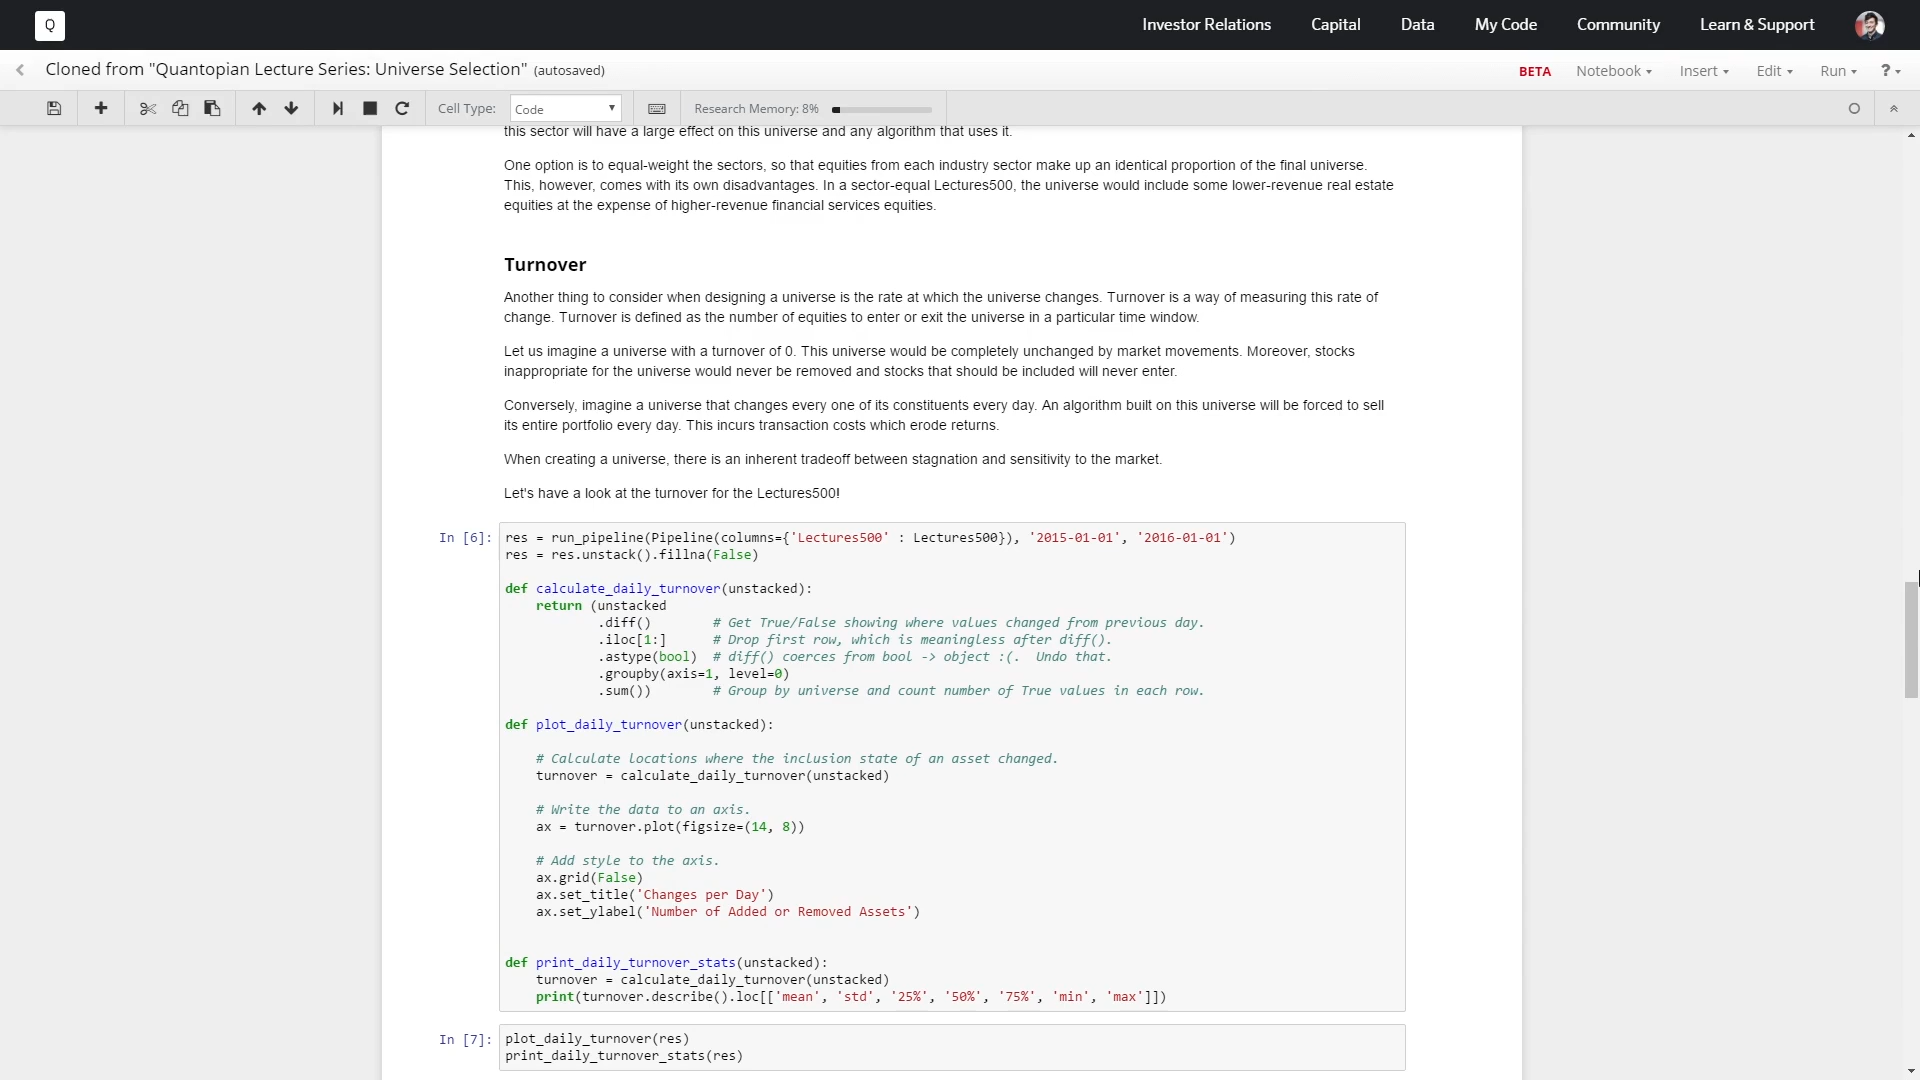 Q
Investor Relations
Capital
Data
My Code
Community
Learn & Support
Cloned from "Quantopian Lecture Series: Universe Selection" (autosaved)
BETA
Notebook
Insert
Edit
Run
?
Cell Type:
Code
Research Memory: 8%
this sector will have a large effect on this universe and any algorithm that uses it.
One option is to equal-weight the sectors, so that equities from each industry sector make up an identical proportion of the final universe.
This, however, comes with its own disadvantages. In a sector-equal Lectures500, the universe would include some lower-revenue real estate
equities at the expense of higher-revenue financial services equities.
Turnover
Another thing to consider when designing a universe is the rate at which the universe changes. Turnover is a way of measuring this rate of
change. Turnover is defined as the number of equities to enter or exit the universe in a particular time window.
Let us imagine a universe with a turnover of 0. This universe would be completely unchanged by market movements. Moreover, stocks
inappropriate for the universe would never be removed and stocks that should be included will never enter.
Conversely, imagine a universe that changes every one of its constituents every day. An algorithm built on this universe will be forced to sell
its entire portfolio every day. This incurs transaction costs which erode returns.
When creating a universe, there is an inherent tradeoff between stagnation and sensitivity to the market.
Let's have a look at the turnover for the Lectures500!
In [6]:
res = run_pipeline(Pipeline(columns={'Lectures500' : Lectures500}), '2015-01-01', '2016-01-01')
res = res.unstack().fillna(False)
def calculate_daily_turnover(unstacked):
    return (unstacked
            .diff()        # Get True/False showing where values changed from previous day.
            .iloc[1:]      # Drop first row, which is meaningless after diff().
            .astype(bool)  # diff() coerces from bool -> object :(.  Undo that.
            .groupby(axis=1, level=0)
            .sum())        # Group by universe and count number of True values in each row.
def plot_daily_turnover(unstacked):
    # Calculate locations where the inclusion state of an asset changed.
    turnover = calculate_daily_turnover(unstacked)
    # Write the data to an axis.
    ax = turnover.plot(figsize=(14, 8))
    # Add style to the axis.
    ax.grid(False)
    ax.set_title('Changes per Day')
    ax.set_ylabel('Number of Added or Removed Assets')
def print_daily_turnover_stats(unstacked):
    turnover = calculate_daily_turnover(unstacked)
    print(turnover.describe().loc[['mean', 'std', '25%', '50%', '75%', 'min', 'max']])
In [7]:
plot_daily_turnover(res)
print_daily_turnover_stats(res)